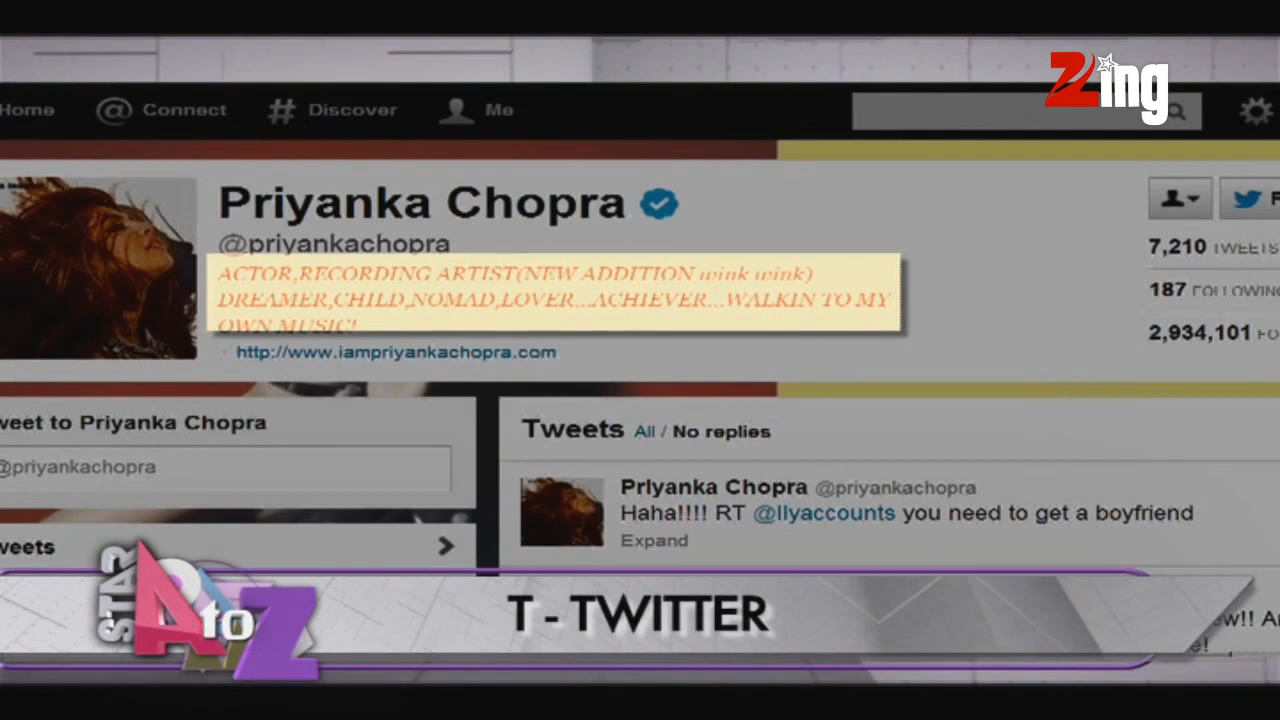 Zing
Home @ Connect # Discover Me
Priyanka Chopra
@priyankachopra
ACTOR,RECORDING ARTIST(NEW ADDITION wink wink)
DREAMER,CHILD,NOMAD,LOVER...ACHIEVER...WALKIN TO MY
OWN MUSIC!
http://www.iampriyankachopra.com
7,210 TWEETS
187 FOLLOWING
2,934,101 FO
weet to Priyanka Chopra
@priyankachopra
weets
Tweets All / No replies
Priyanka Chopra @priyankachopra
Haha!!!! RT @llyaccounts you need to get a boyfriend
Expand
STAR A to Z
T - TWITTER